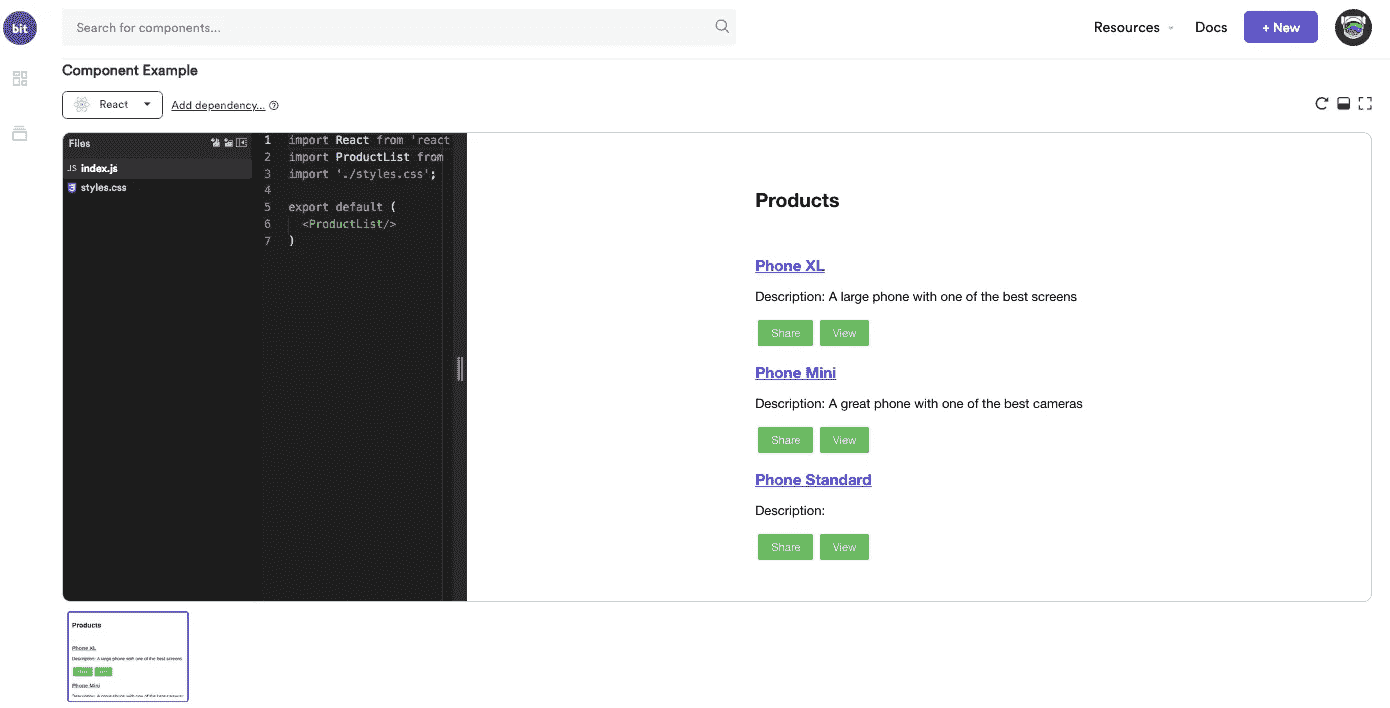 bit
Search for components...
Resources
Docs
+ New
Component Example
React
Add dependency...
Files
JS index.js
styles.css
1 import React from 'react
2 import ProductList from
3 import './styles.css';
4
5 export default (
6 <ProductList/>
7 )
Products
Phone XL
Description: A large phone with one of the best screens
Share View
Phone Mini
Description: A great phone with one of the best cameras
Share View
Phone Standard
Description:
Share View
Products
Phone XL
Description: A large phone with one of the best screens
Phone Mini